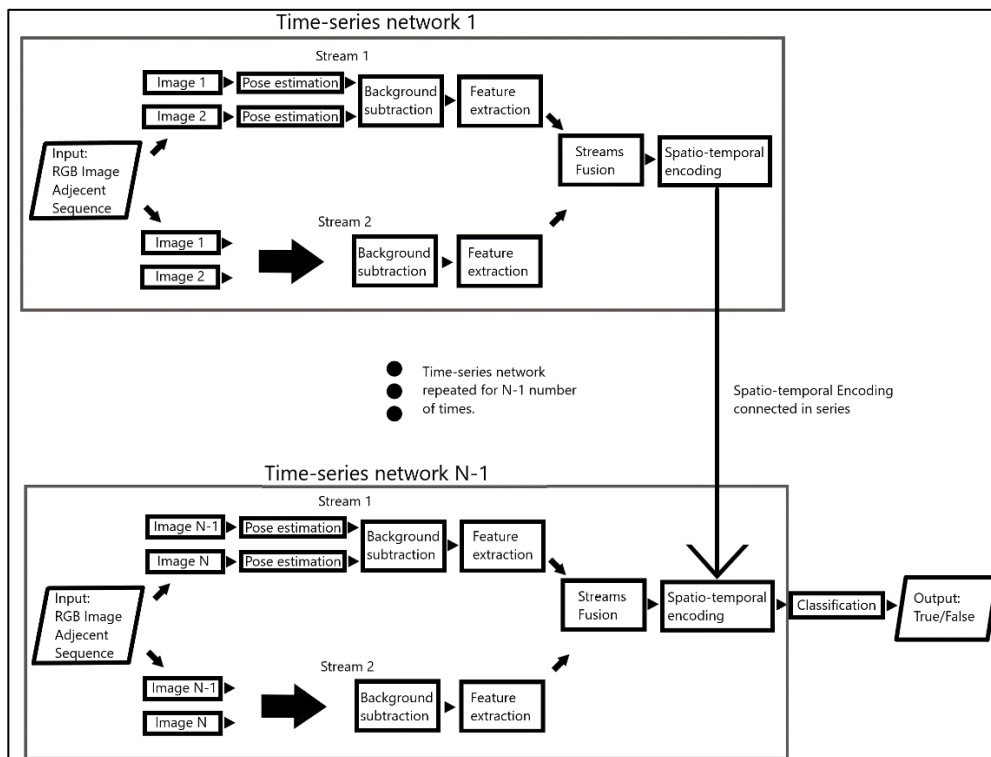 Time-series network 1
Stream 1
Image 1
Pose estimation
Image 2
Pose estimation
Background
subtraction
Feature
extraction
Input:
RGB Image
Adjecent
Sequence
Streams
Fusion
Spatio-temporal
encoding
Stream 2
Image 1
Image 2
Background
subtraction
Feature
extraction
Time-series network
repeated for N-1 number
of times.
Spatio-temporal Encoding
connected in series
Time-series network N-1
Stream 1
Image N-1
Pose estimation
Image N
Pose estimation
Background
subtraction
Feature
extraction
Input:
RGB Image
Adjecent
Sequence
Streams
Fusion
Spatio-temporal
encoding
Classification
Output:
True/False
Stream 2
Image N-1
Image N
Background
subtraction
Feature
extraction